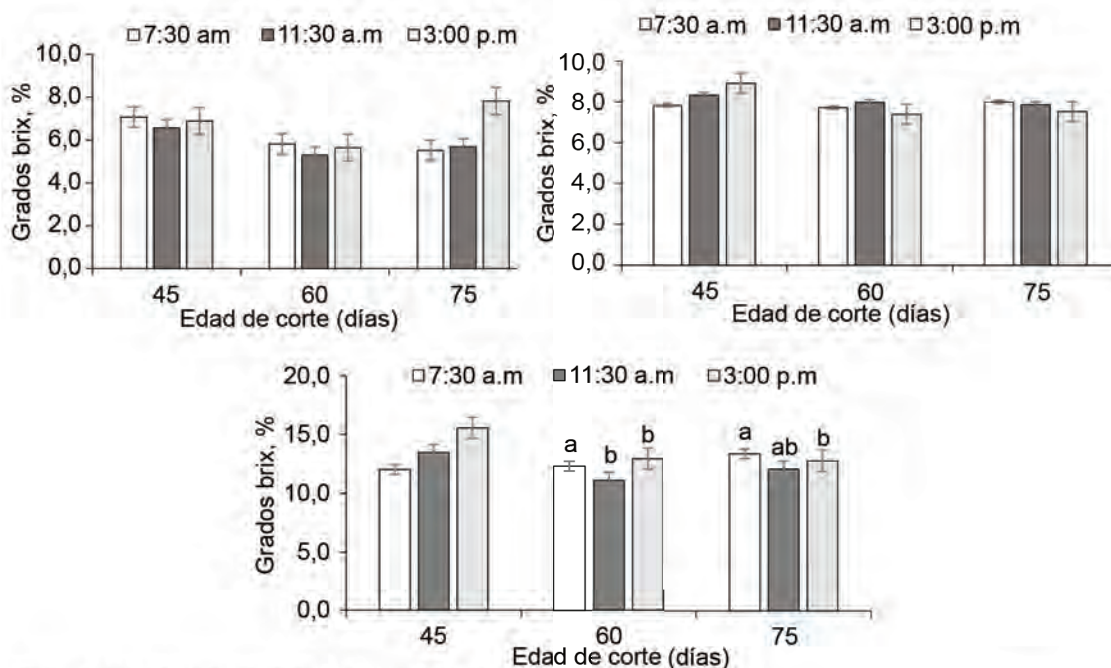 7:30 am 11:30 a.m 3:00 p.m
Grados brix, %
10,0
8,0
6,0
4,0
2,0
0,0
45 60 75
Edad de corte (días)
7:30 a.m 11:30 a.m 3:00 p.m
Grados brix, %
10,0
8,0
6,0
4,0
2,0
0,0
45 60 75
Edad de corte (días)
7:30 a.m 11:30 a.m 3:00 p.m
Grados brix, %
20,0
15,0
10,0
5,0
0,0
a b b
a ab b
45 60 75
Edad de corte (días)